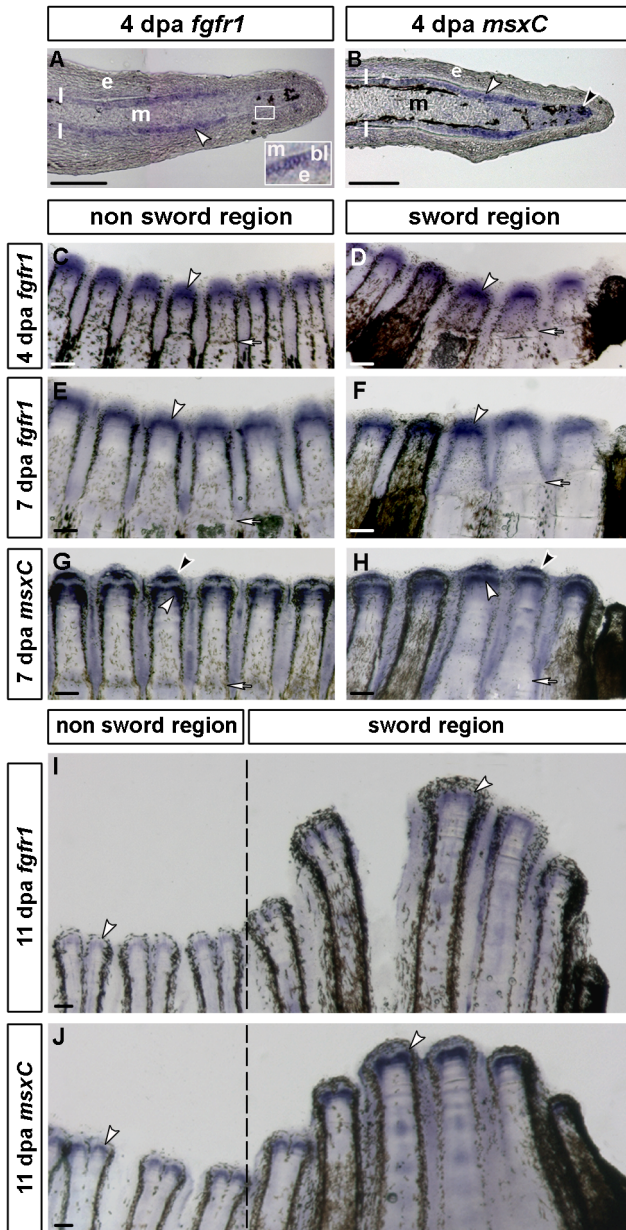 4 dpa fgfr1
4 dpa msxC
A
e
l
m
l
m
bl
e
B
l
e
m
l
non sword region
sword region
4 dpa fgfr1
C
D
7 dpa fgfr1
E
F
7 dpa msxC
G
H
non sword region
sword region
11 dpa fgfr1
I
11 dpa msxC
J